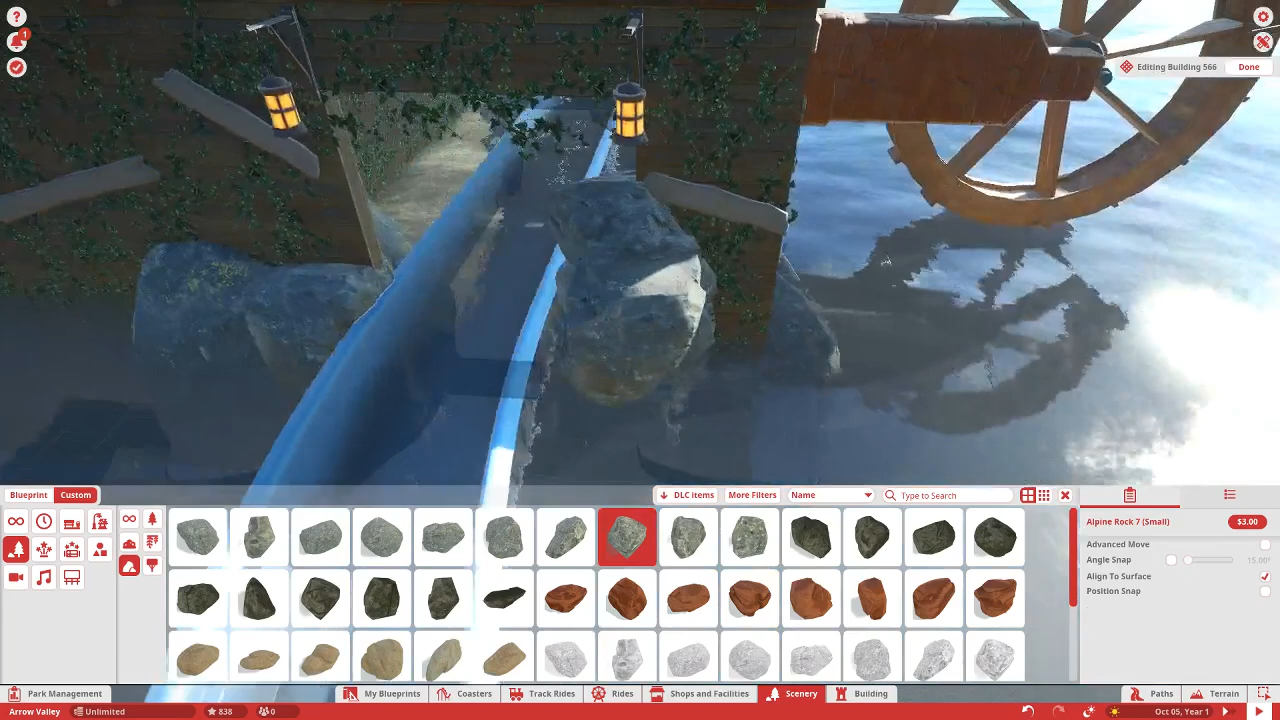 ?
1
Editing Building 566 Done
Blueprint Custom
DLC items More Filters Name Type to Search
Alpine Rock 7 (Small) $3.00
Advanced Move
Angle Snap 15.00°
Align To Surface
Position Snap
Park Management My Blueprints Coasters Track Rides Rides Shops and Facilities Scenery Building Paths Terrain
Arrow Valley Unlimited 838 0 Oct 05, Year 1